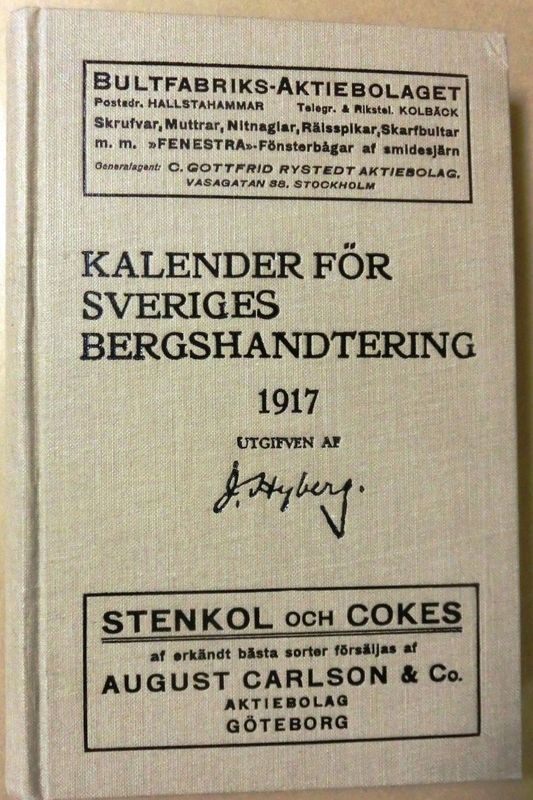 BULTFABRIKS-AKTIEBOLAGET
Postadr. HALLSTAHAMMAR Telegr. & Rikstel. KOLBÄCK
Skrufvar, Muttrar, Nitnaglar, Rälsspikar, Skarfbultar
m. m. »FENESTRA»-Fönsterbågar af smidesjärn
Generalagent: C. GOTTFRID RYSTEDT AKTIEBOLAG.
VASAGATAN 38. STOCKHOLM
KALENDER FÖR
SVERIGES
BERGSHANDTERING
1917
UTGIFVEN AF
J. Hyberg.
STENKOL OCH COKES
af erkändt bästa sorter försäljas af
AUGUST CARLSON & Co.
AKTIEBOLAG
GÖTEBORG